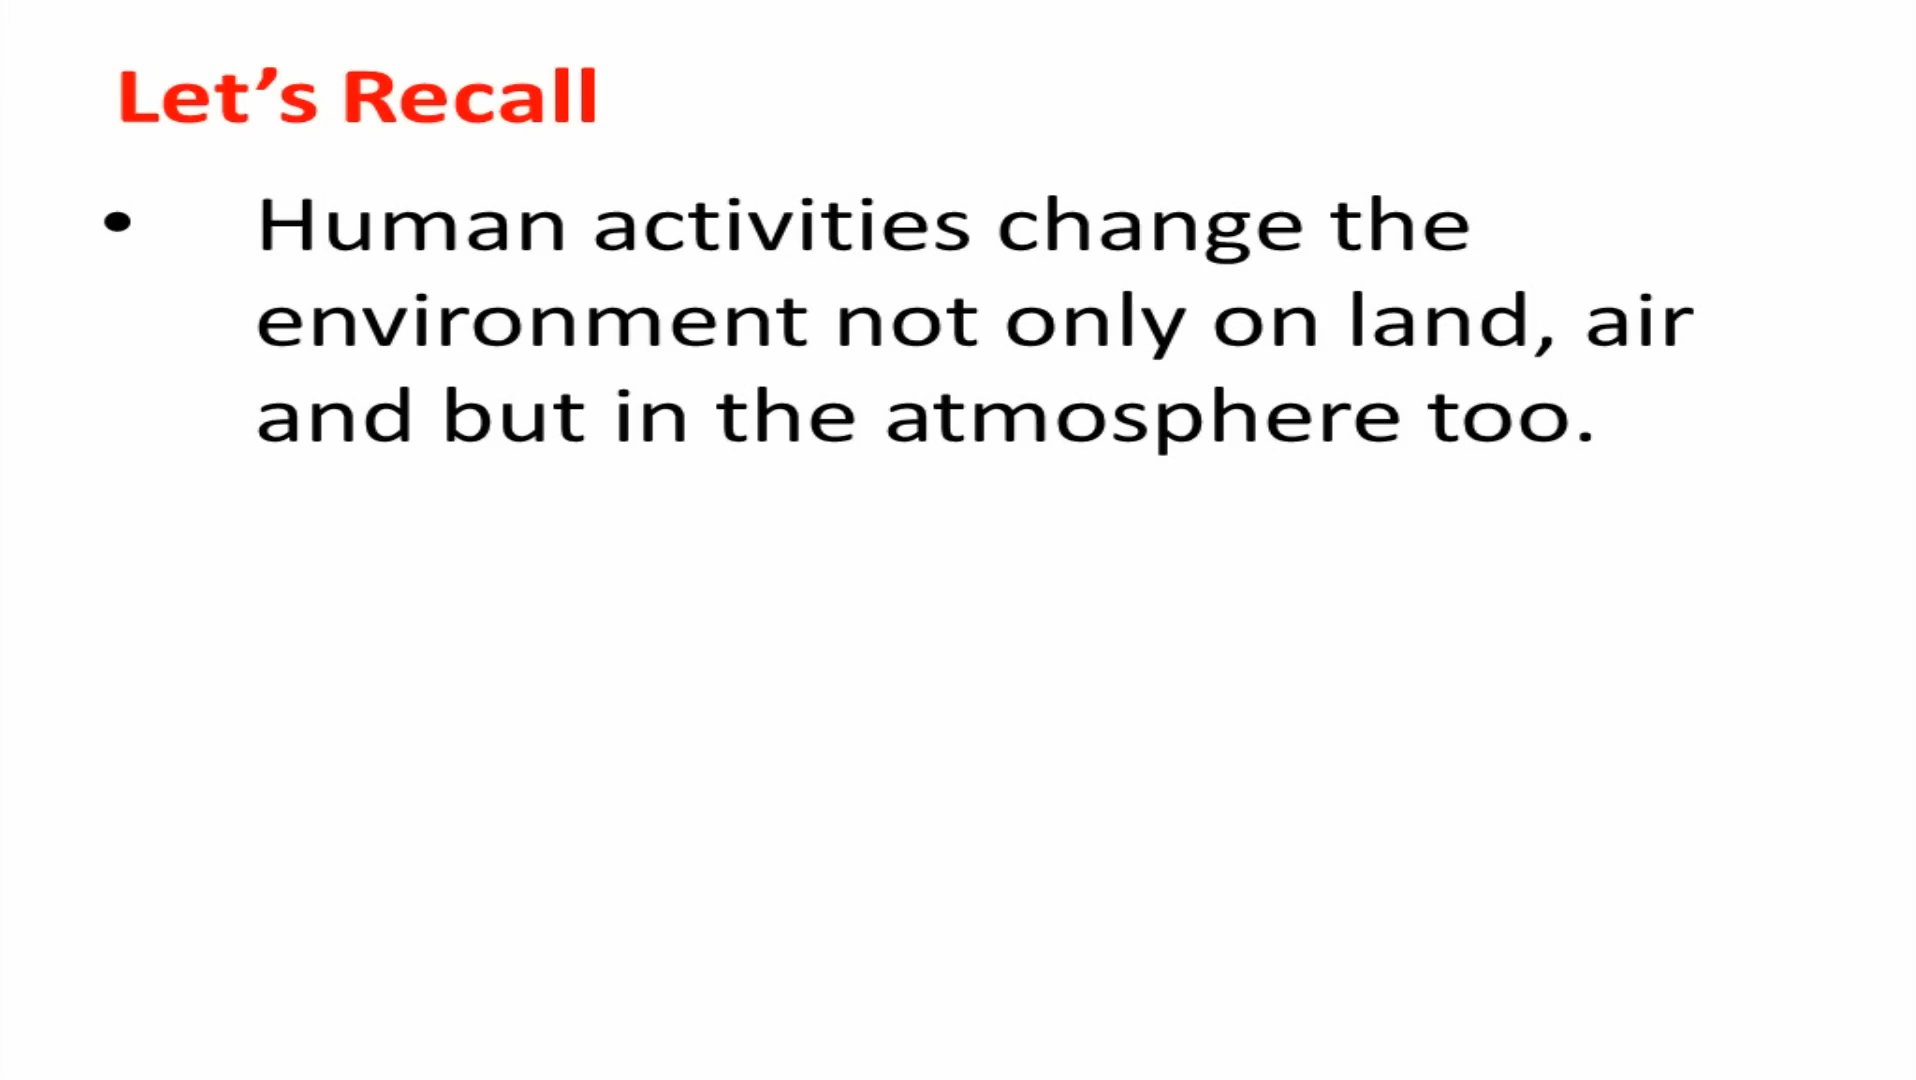 Let’s Recall
• Human activities change the
environment not only on land, air
and but in the atmosphere too.